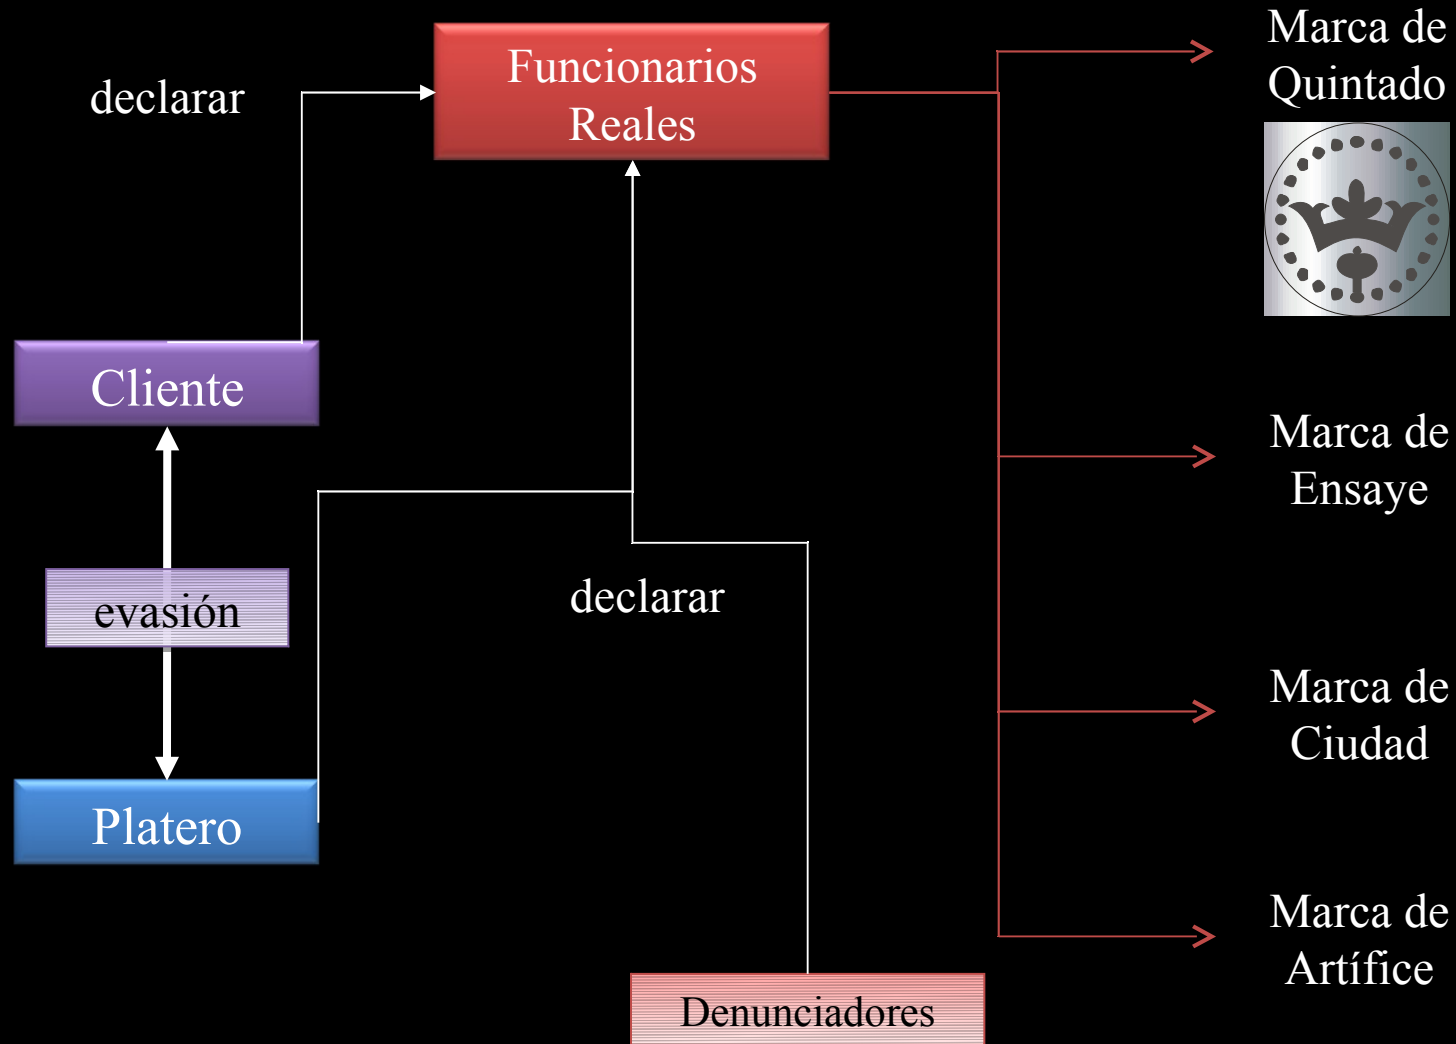 Marca de
Quintado
Funcionarios
Reales
declarar
Cliente
Marca de
Ensaye
evasión
declarar
Marca de
Ciudad
Platero
Marca de
Artífice
Denunciadores